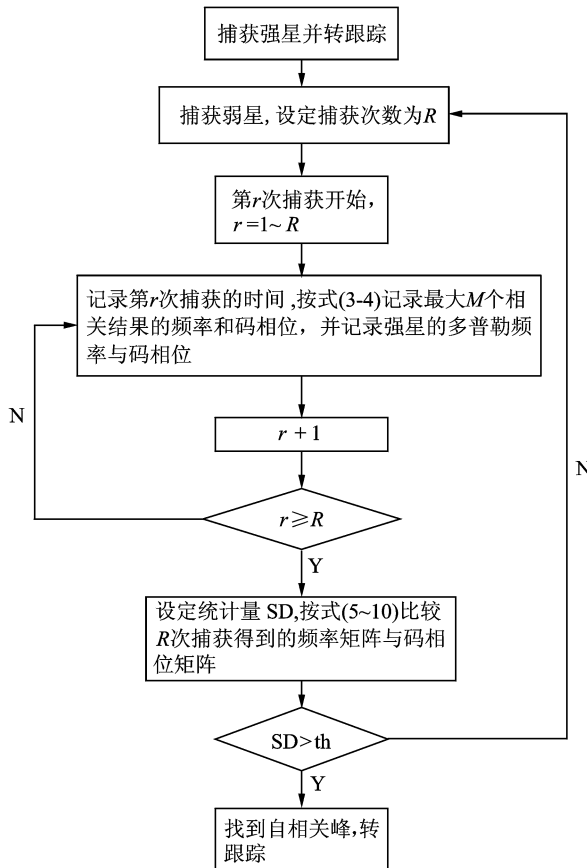 捕获强星并转跟踪
捕获弱星,设定捕获次数为R
第r次捕获开始,
r=1~R
记录第r次捕获的时间,按式(3-4)记录最大M个相
关结果的频率和码相位，并记录强星的多普勒频
率与码相位
N
r+1
N
r≥R
Y
设定统计量 SD,按式(5~10)比较
R次捕获得到的频率矩阵与码相
位矩阵
SD>th
Y
找到自相关峰,转
跟踪